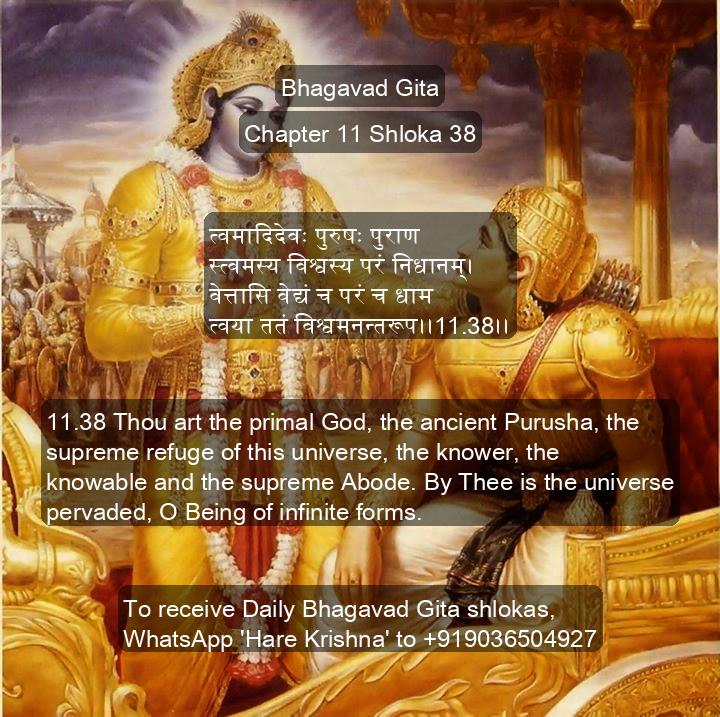 Bhagavad Gita
Chapter 11 Shloka 38
त्वमादिदेवः पुरुषः पुराण
स्त्वमस्य विश्वस्य परं निधानम्।
वेत्तासि वेद्यं च परं च धाम
त्वया ततं विश्वमनन्तरूप।।11.38।।
11.38 Thou art the primal God, the ancient Purusha, the
supreme refuge of this universe, the knower, the
knowable and the supreme Abode. By Thee is the universe
pervaded, O Being of infinite forms.
To receive Daily Bhagavad Gita shlokas,
WhatsApp 'Hare Krishna' to +919036504927